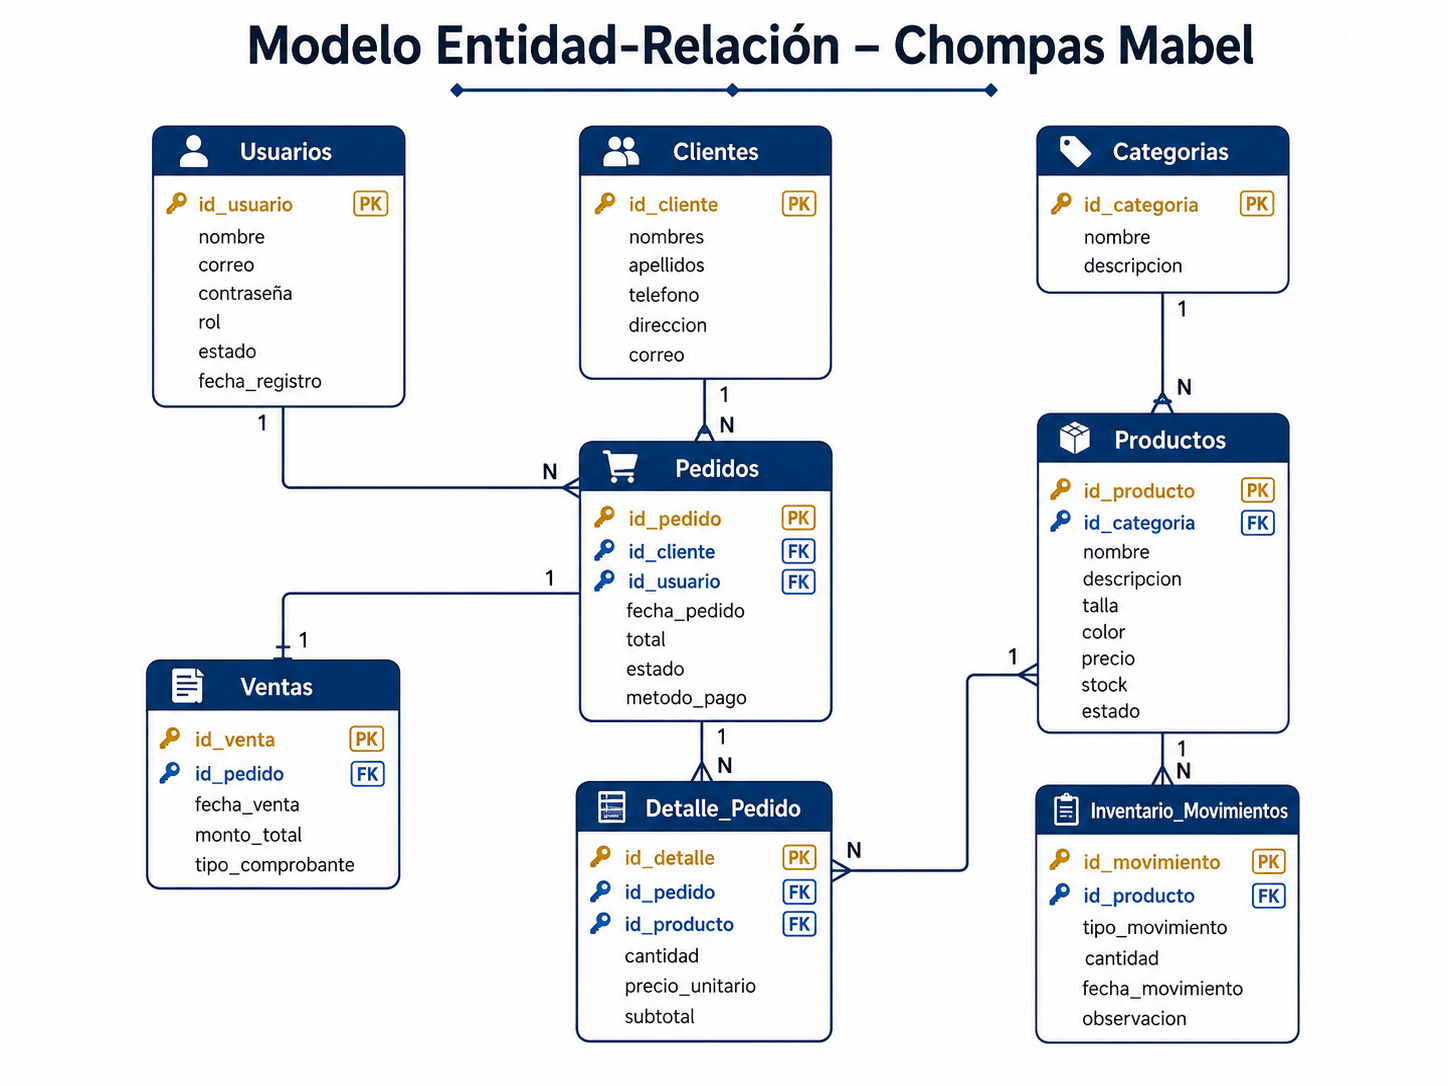 Modelo Entidad-Relación – Chompas Mabel
Usuarios
id_usuario PK
nombre
correo
contraseña
rol
estado
fecha_registro
1
N
Clientes
id_cliente PK
nombres
apellidos
telefono
direccion
correo
1
N
Categorias
id_categoria PK
nombre
descripcion
1
N
Pedidos
id_pedido PK
id_cliente FK
id_usuario FK
fecha_pedido
total
estado
metodo_pago
1
1
1
N
Productos
id_producto PK
id_categoria FK
nombre
descripcion
talla
color
precio
stock
estado
1
N
1
N
Ventas
id_venta PK
id_pedido FK
fecha_venta
monto_total
tipo_comprobante
Detalle_Pedido
id_detalle PK
id_pedido FK
id_producto FK
cantidad
precio_unitario
subtotal
Inventario_Movimientos
id_movimiento PK
id_producto FK
tipo_movimiento
cantidad
fecha_movimiento
observacion